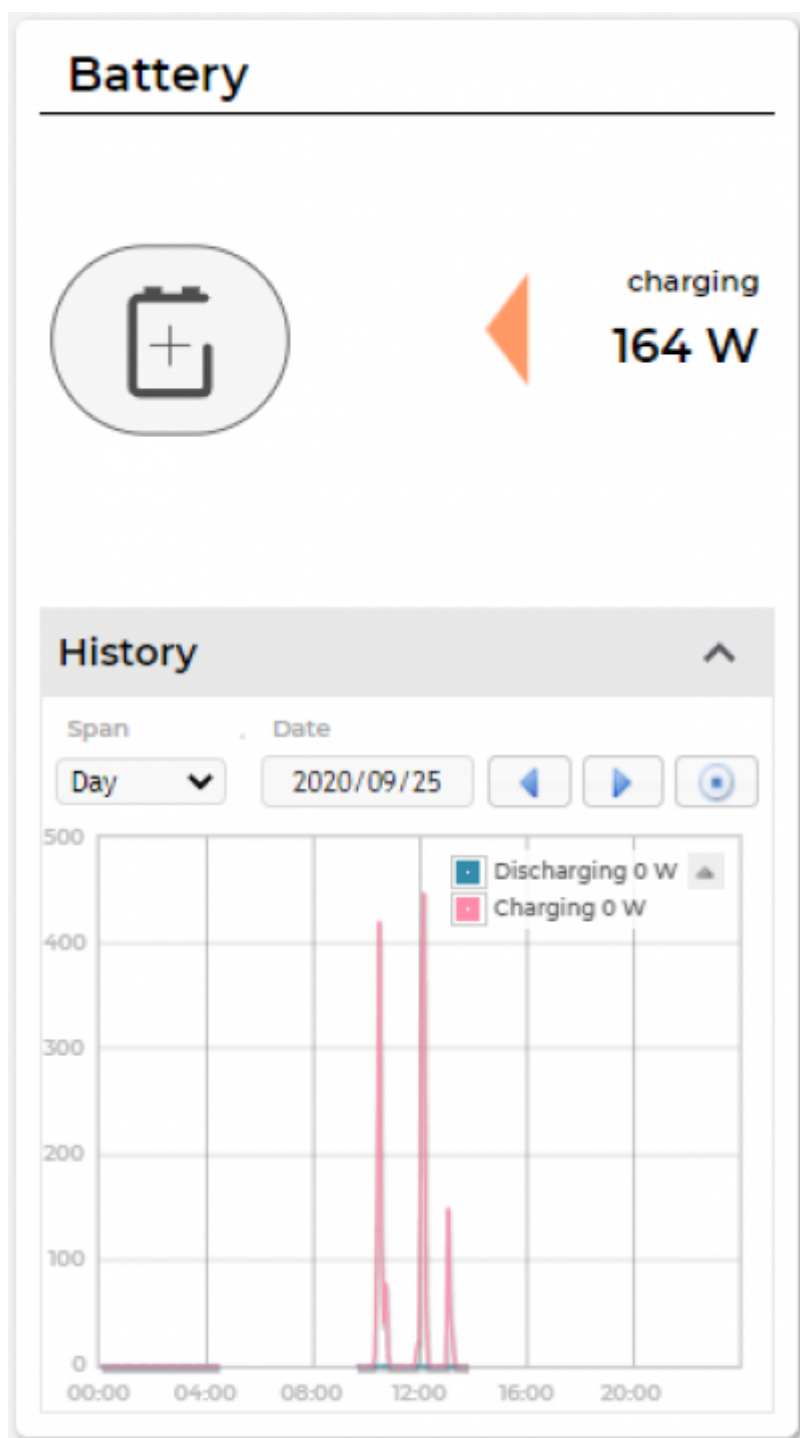 Battery
charging
164 W
History
Span . Date
Day 2020/09/25
500
Discharging 0 W
Charging 0 W
400
300
200
100
0
00:00 04:00 08:00 12:00 16:00 20:00